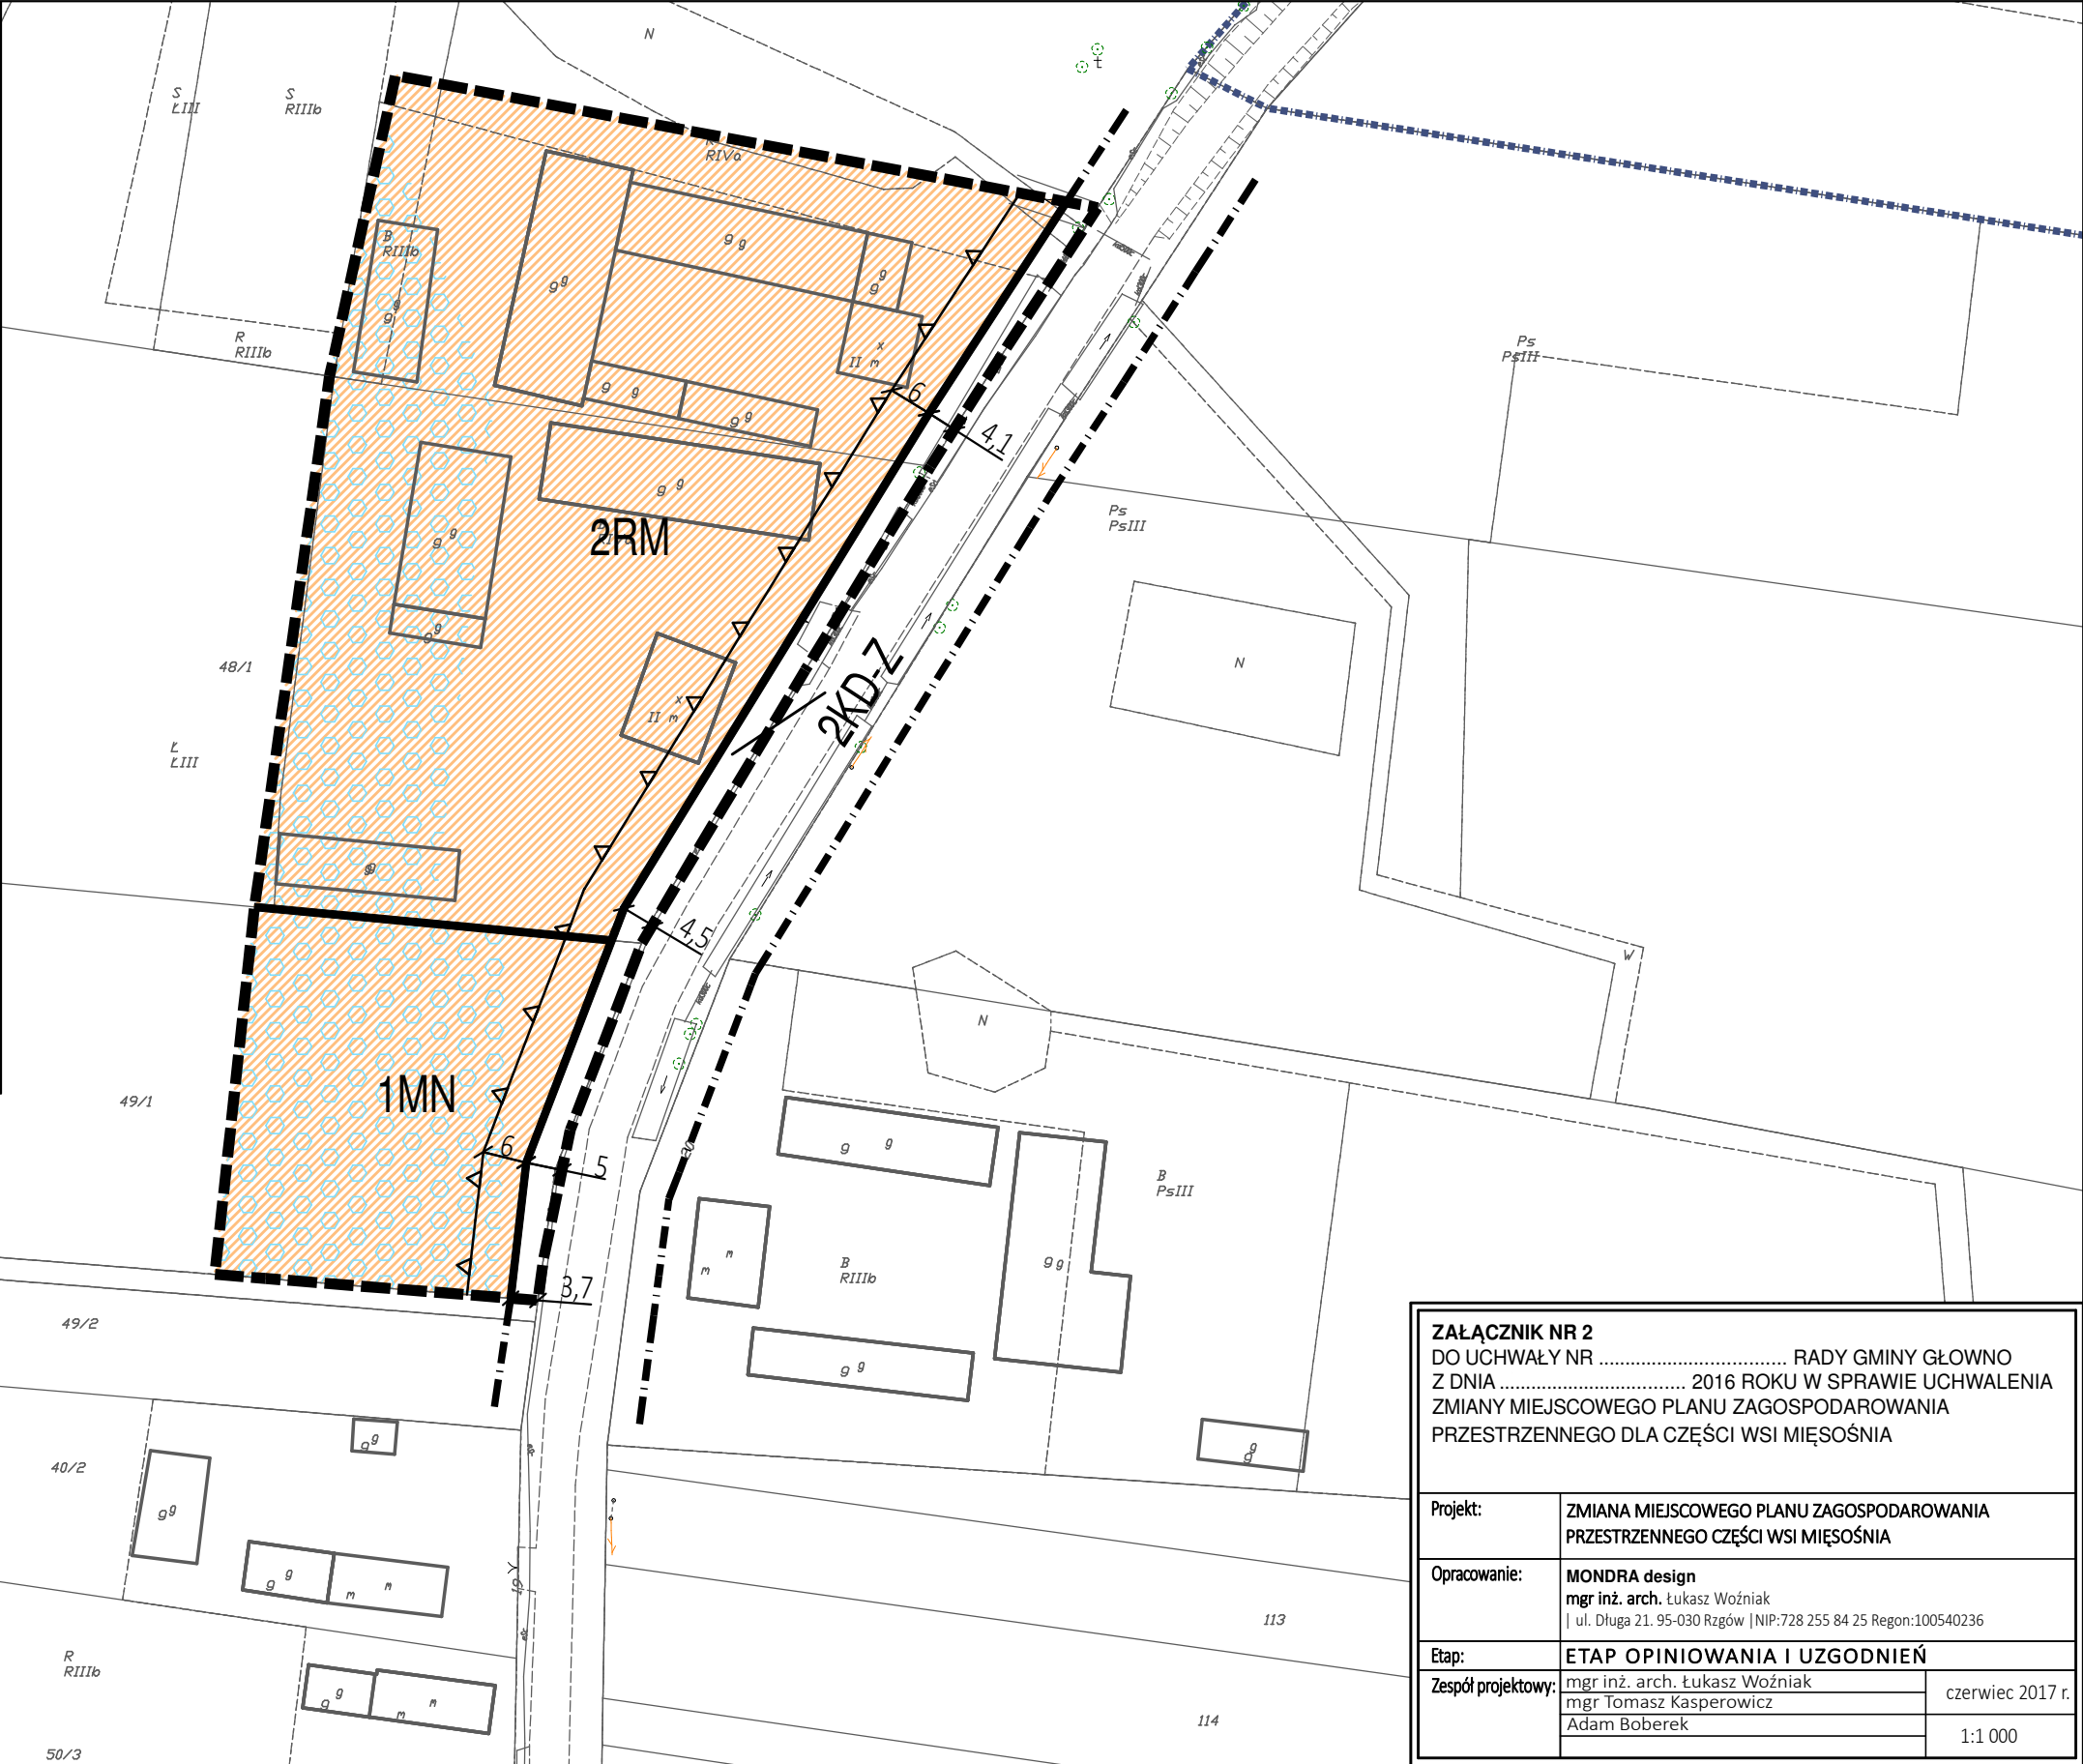 N
t
S
ŁIII
S
RIIIb
RIVa
B
RIIIb
g g
g g
g
g
g g
R
RIIIb
x
II m
g g
g g
6
4,1
Ps
PsIII
g g
2RM
g g
g g
Ps
PsIII
N
48/1
x
II m
2KD-Z
Ł
ŁIII
gg
4,5
W
N
1MN
49/1
6
5
g g
B
PsIII
m
m
B
RIIIb
g g
3,7
49/2
g g
g g
g
g
40/2
g g
g g
m
m
R
RIIIb
g g
m
m
50/3
113
114
ZAŁĄCZNIK NR 2
DO UCHWAŁY NR .................................... RADY GMINY GŁOWNO
Z DNIA ................................... 2016 ROKU W SPRAWIE UCHWALENIA
ZMIANY MIEJSCOWEGO PLANU ZAGOSPODAROWANIA
PRZESTRZENNEGO DLA CZĘŚCI WSI MIĘSOŚNIA
Projekt: ZMIANA MIEJSCOWEGO PLANU ZAGOSPODAROWANIA
PRZESTRZENNEGO CZĘŚCI WSI MIĘSOŚNIA
Opracowanie: MONDRA design
mgr inż. arch. Łukasz Woźniak
| ul. Długa 21. 95-030 Rzgów |NIP:728 255 84 25 Regon:100540236
Etap: ETAP OPINIOWANIA I UZGODNIEŃ
Zespół projektowy: mgr inż. arch. Łukasz Woźniak
mgr Tomasz Kasperowicz
czerwiec 2017 r.
Adam Boberek
1:1 000